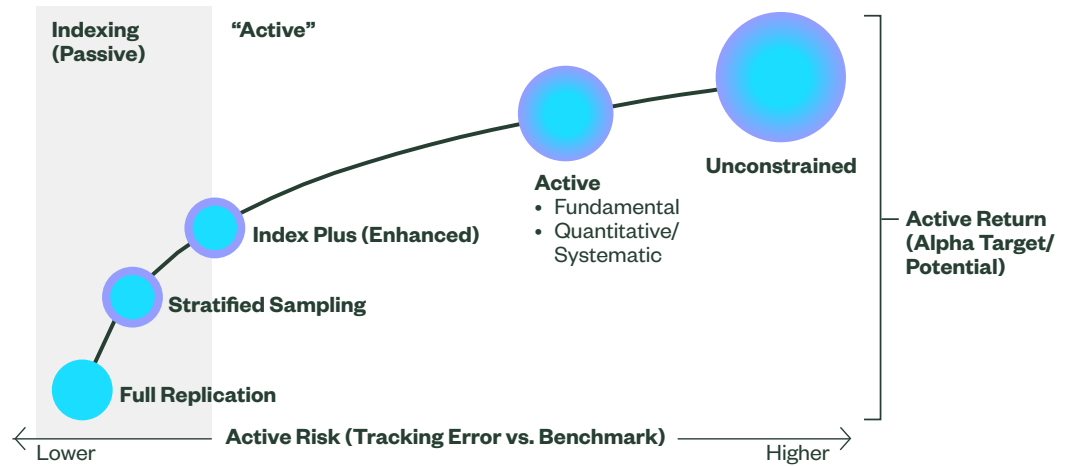 Indexing
(Passive)
“Active”
Unconstrained
Active
• Fundamental
• Quantitative/
Systematic
Active Return
(Alpha Target/
Potential)
Index Plus (Enhanced)
Stratified Sampling
Full Replication
Active Risk (Tracking Error vs. Benchmark)
Lower
Higher